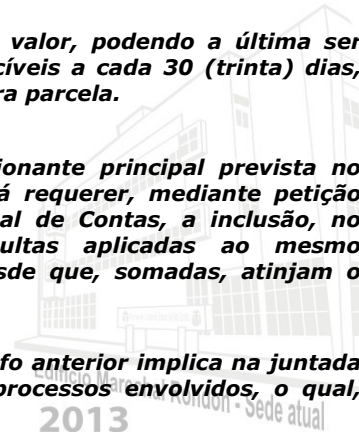 valor, podendo a última ser
cíveis a cada 30 (trinta) dias,
ra parcela.
ionante principal prevista no
á requerer, mediante petição
al de Contas, a inclusão, no
ultas aplicadas ao mesmo
sde que, somadas, atinjam o
fo anterior implica na juntada
processos envolvidos, o qual,
Edifício Marechal Rondon - Sede atual
2013